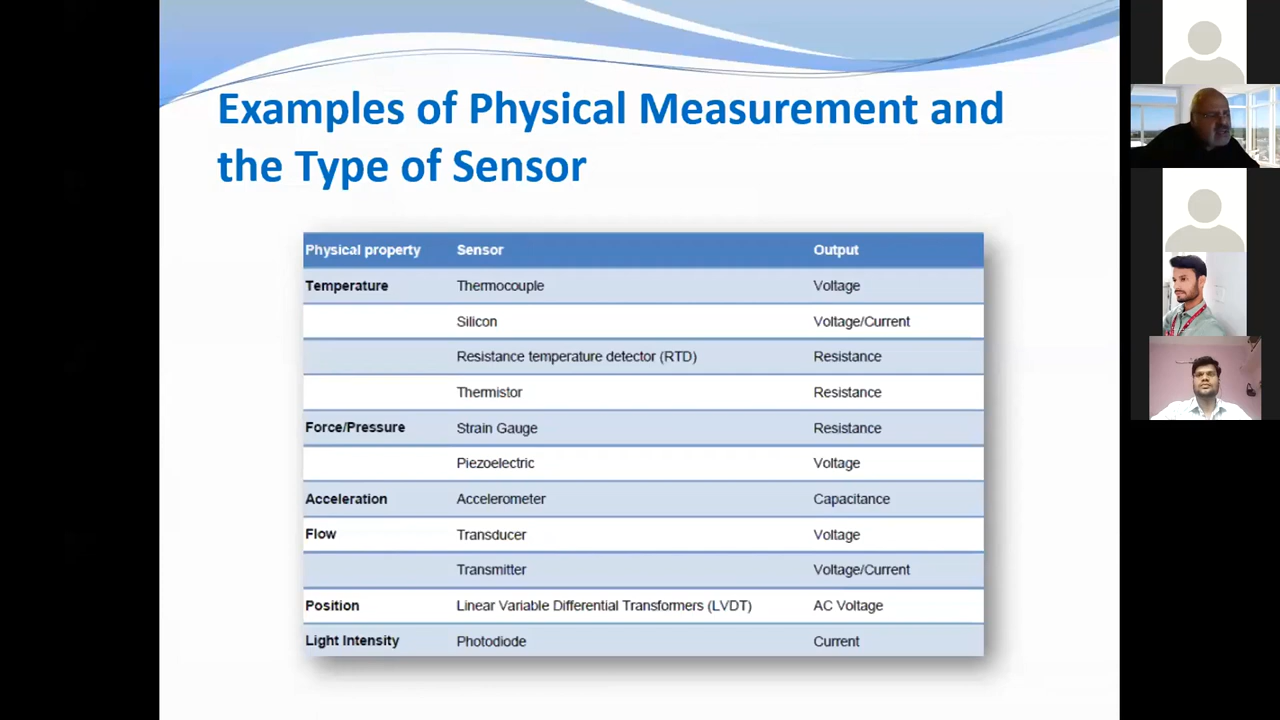 Examples of Physical Measurement and
the Type of Sensor
Physical property Sensor Output
Temperature Thermocouple Voltage
Silicon Voltage/Current
Resistance temperature detector (RTD) Resistance
Thermistor Resistance
Force/Pressure Strain Gauge Resistance
Piezoelectric Voltage
Acceleration Accelerometer Capacitance
Flow Transducer Voltage
Transmitter Voltage/Current
Position Linear Variable Differential Transformers (LVDT) AC Voltage
Light Intensity Photodiode Current